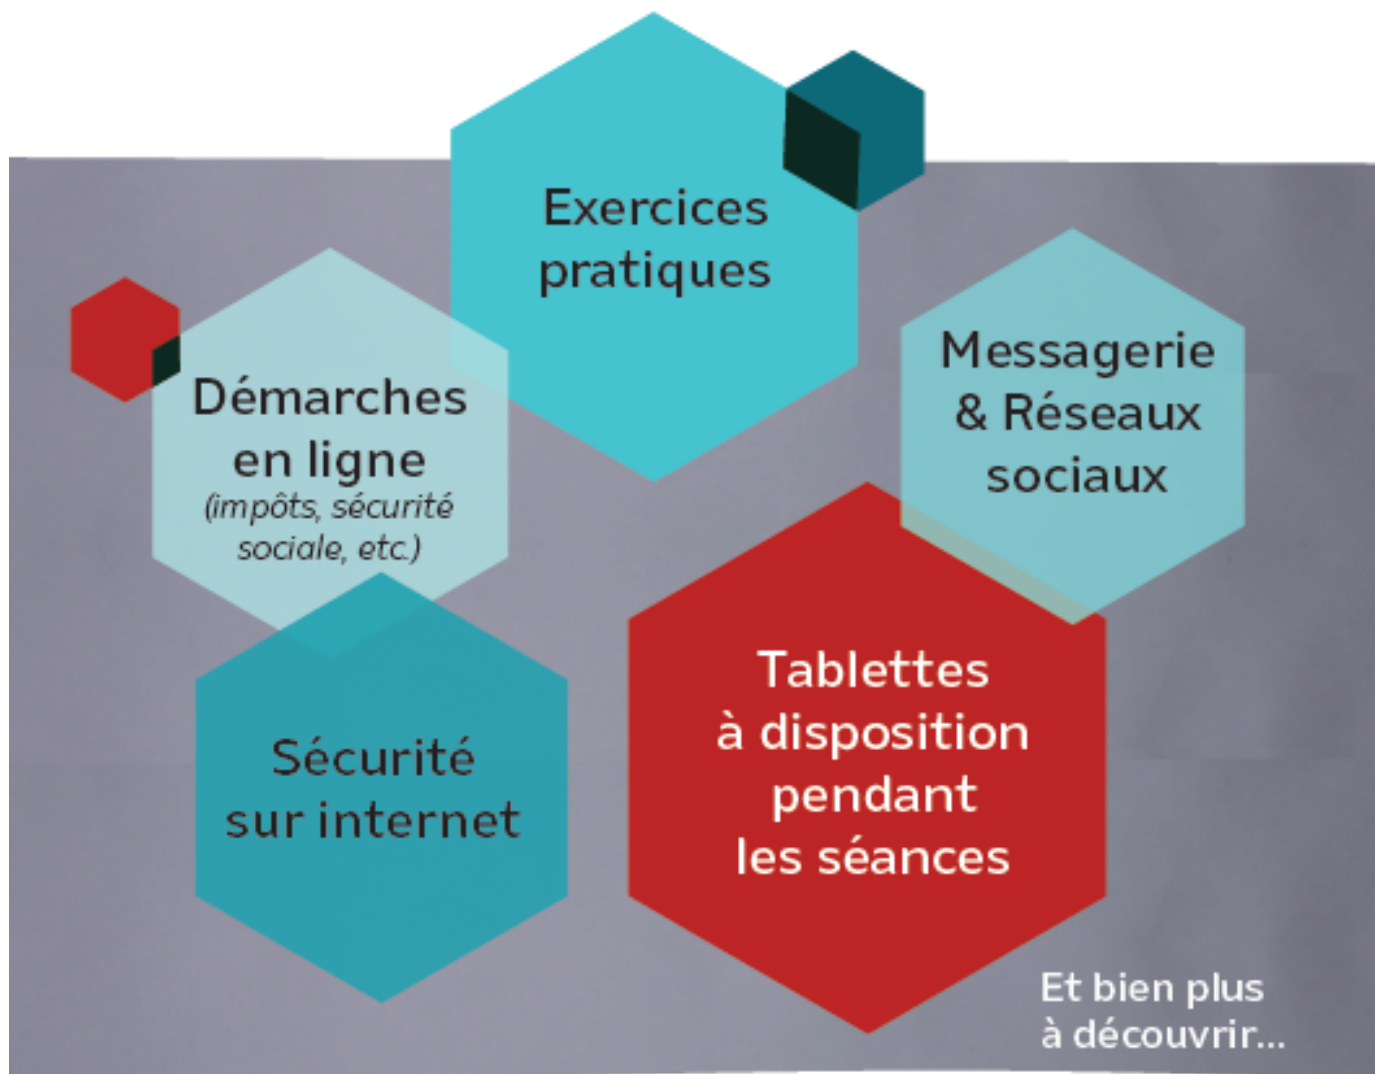 Exercices
pratiques
Messagerie
& Réseaux
sociaux
Démarches
en ligne
(impôts, sécurité
sociale, etc.)
Tablettes
à disposition
pendant
les séances
Sécurité
sur internet
Et bien plus
à découvrir...